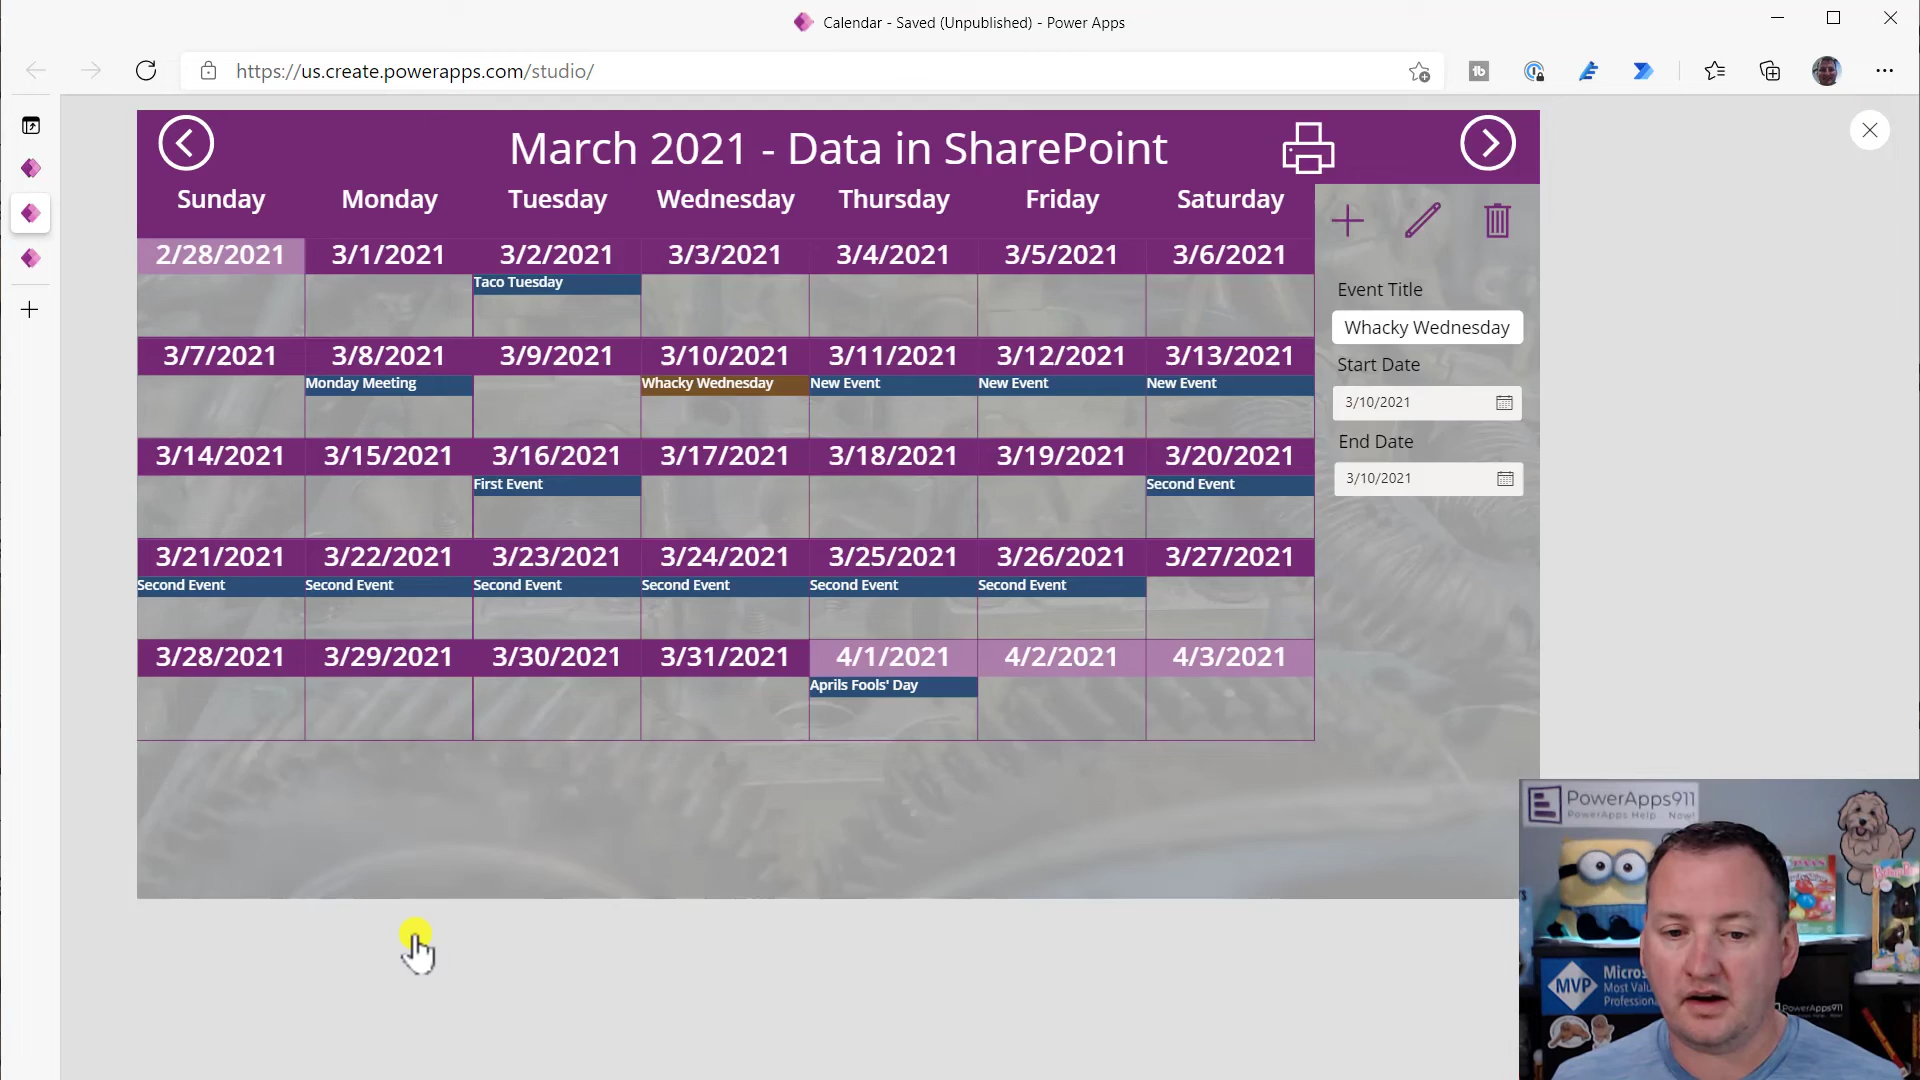 Calendar - Saved (Unpublished) - Power Apps
https://us.create.powerapps.com/studio/
March 2021 - Data in SharePoint
Sunday Monday Tuesday Wednesday Thursday Friday Saturday
2/28/2021 3/1/2021 3/2/2021 3/3/2021 3/4/2021 3/5/2021 3/6/2021
Taco Tuesday
3/7/2021 3/8/2021 3/9/2021 3/10/2021 3/11/2021 3/12/2021 3/13/2021
Monday Meeting Whacky Wednesday New Event New Event New Event
3/14/2021 3/15/2021 3/16/2021 3/17/2021 3/18/2021 3/19/2021 3/20/2021
First Event Second Event
3/21/2021 3/22/2021 3/23/2021 3/24/2021 3/25/2021 3/26/2021 3/27/2021
Second Event Second Event Second Event Second Event Second Event Second Event
3/28/2021 3/29/2021 3/30/2021 3/31/2021 4/1/2021 4/2/2021 4/3/2021
Aprils Fools' Day
Event Title
Whacky Wednesday
Start Date
3/10/2021
End Date
3/10/2021
PowerApps911
PowerApps Help Now!
MVP
Micros
Most Valu
Professiona
PowerApps911